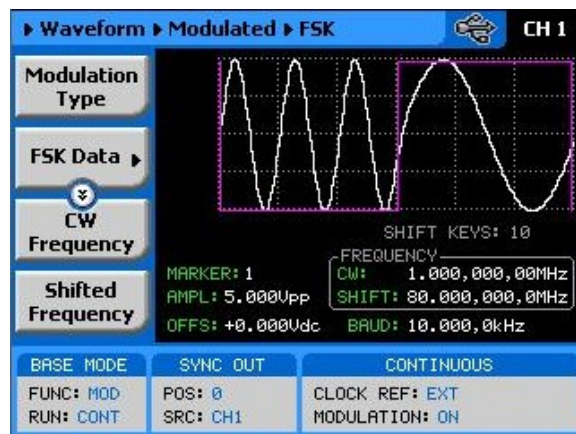 Waveform ▸ Modulated ▸ FSK
CH 1
Modulation
Type
FSK Data
CW
Frequency
Shifted
Frequency
SHIFT KEYS: 10
FREQUENCY
MARKER: 1
CW: 1.000,000,00MHz
AMPL: 5.000Vpp
SHIFT: 80.000,000,0MHz
OFFS: +0.000Vdc
BAUD: 10.000,0kHz
BASE MODE
SYNC OUT
CONTINUOUS
FUNC: MOD
POS: 0
CLOCK REF: EXT
RUN: CONT
SRC: CH1
MODULATION: ON